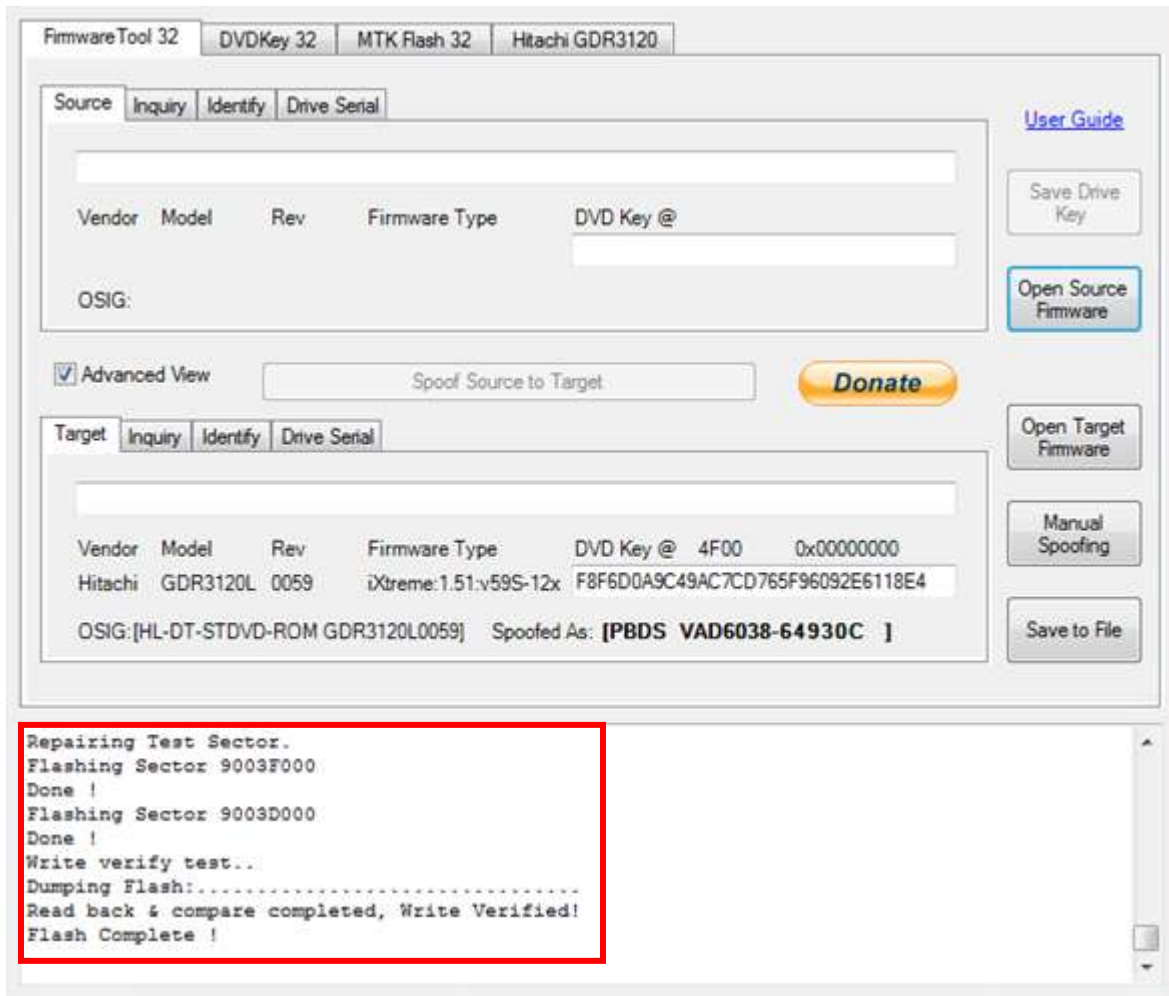 FirmwareTool 32 DVDKey 32 MTK Flash 32 Hitachi GDR3120
Source Inquiry Identify Drive Serial
User Guide
Save Drive
Key
Vendor Model Rev Firmware Type DVD Key @
Open Source
Firmware
OSIG:
Advanced View
Spoof Source to Target
Donate
Target Inquiry Identify Drive Serial
Open Target
Firmware
Manual
Spoofing
Vendor Model Rev Firmware Type DVD Key @ 4F00 0x00000000
Hitachi GDR3120L 0059 iXtreme:1.51:v59S-12x F8F6D0A9C49AC7CD765F96092E6118E4
OSIG:[HL-DT-STDVD-ROM GDR3120L0059] Spoofed As: [PBDS VAD6038-64930C ]
Save to File
Repairing Test Sector.
Flashing Sector 9003F000
Done !
Flashing Sector 9003D000
Done !
Write verify test..
Dumping Flash:................................
Read back & compare completed, Write Verified!
Flash Complete !